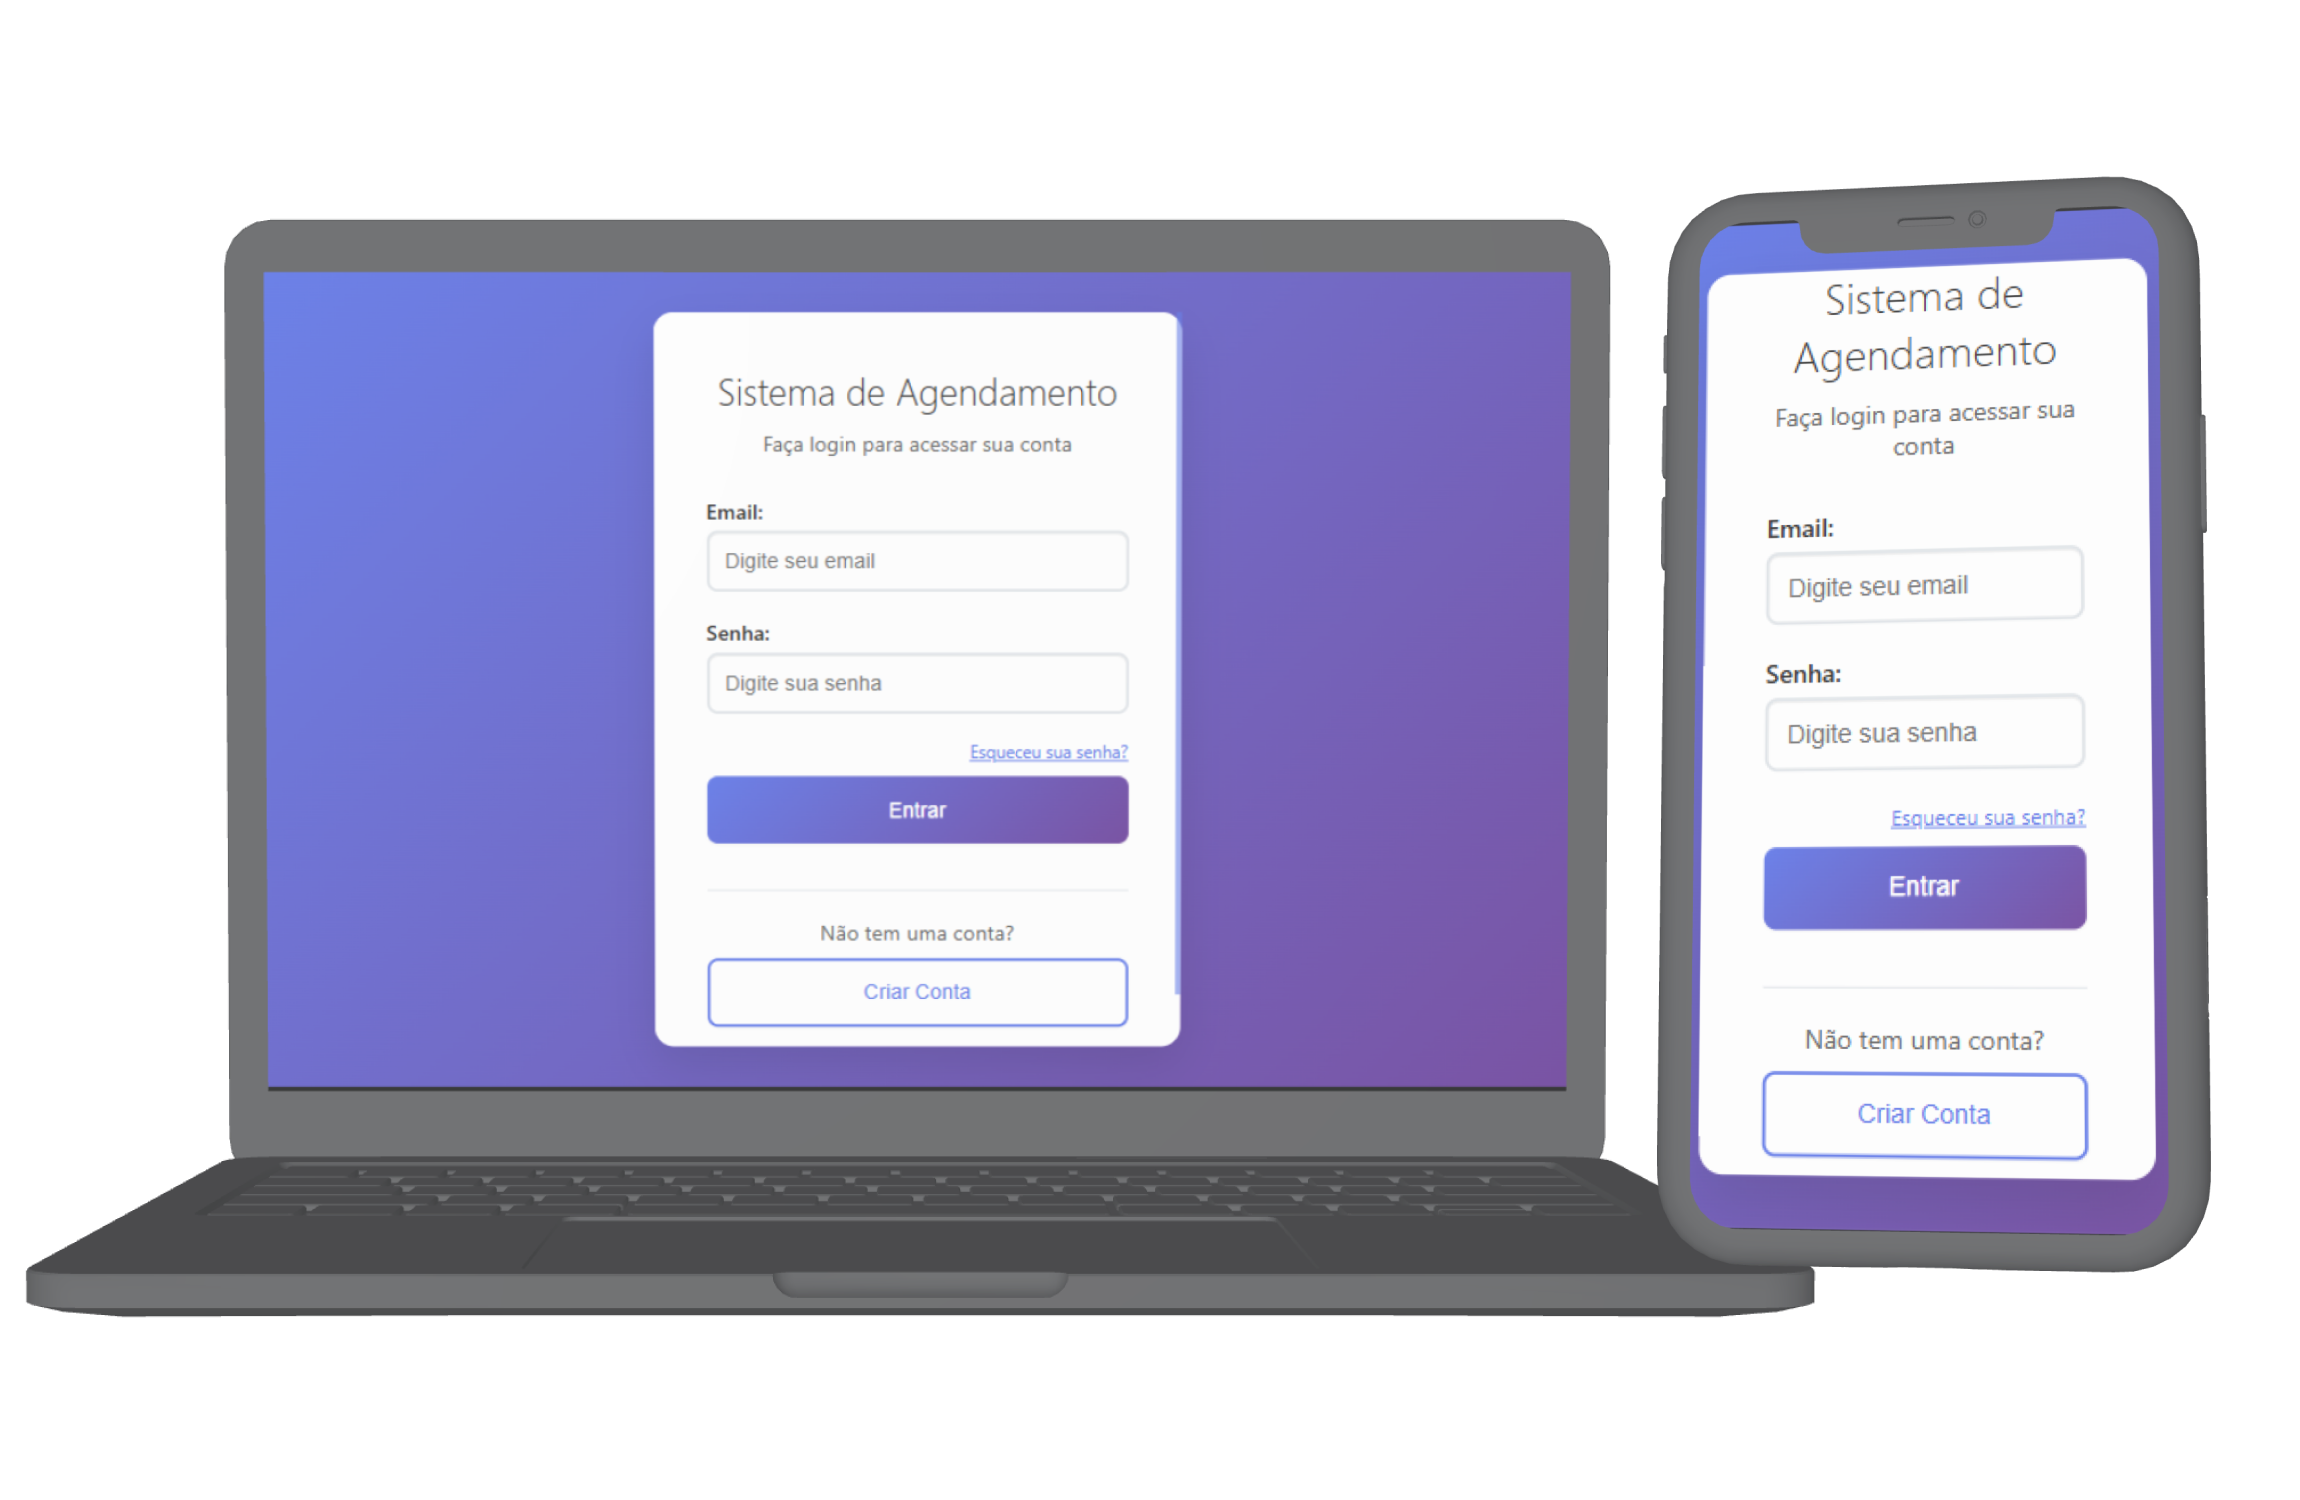 Sistema de Agendamento
Faça login para acessar sua conta
Email:
Digite seu email
Senha:
Digite sua senha
Esqueceu sua senha?
Entrar
Não tem uma conta?
Criar Conta
Sistema de
Agendamento
Faça login para acessar sua
conta
Email:
Digite seu email
Senha:
Digite sua senha
Esqueceu sua senha?
Entrar
Não tem uma conta?
Criar Conta